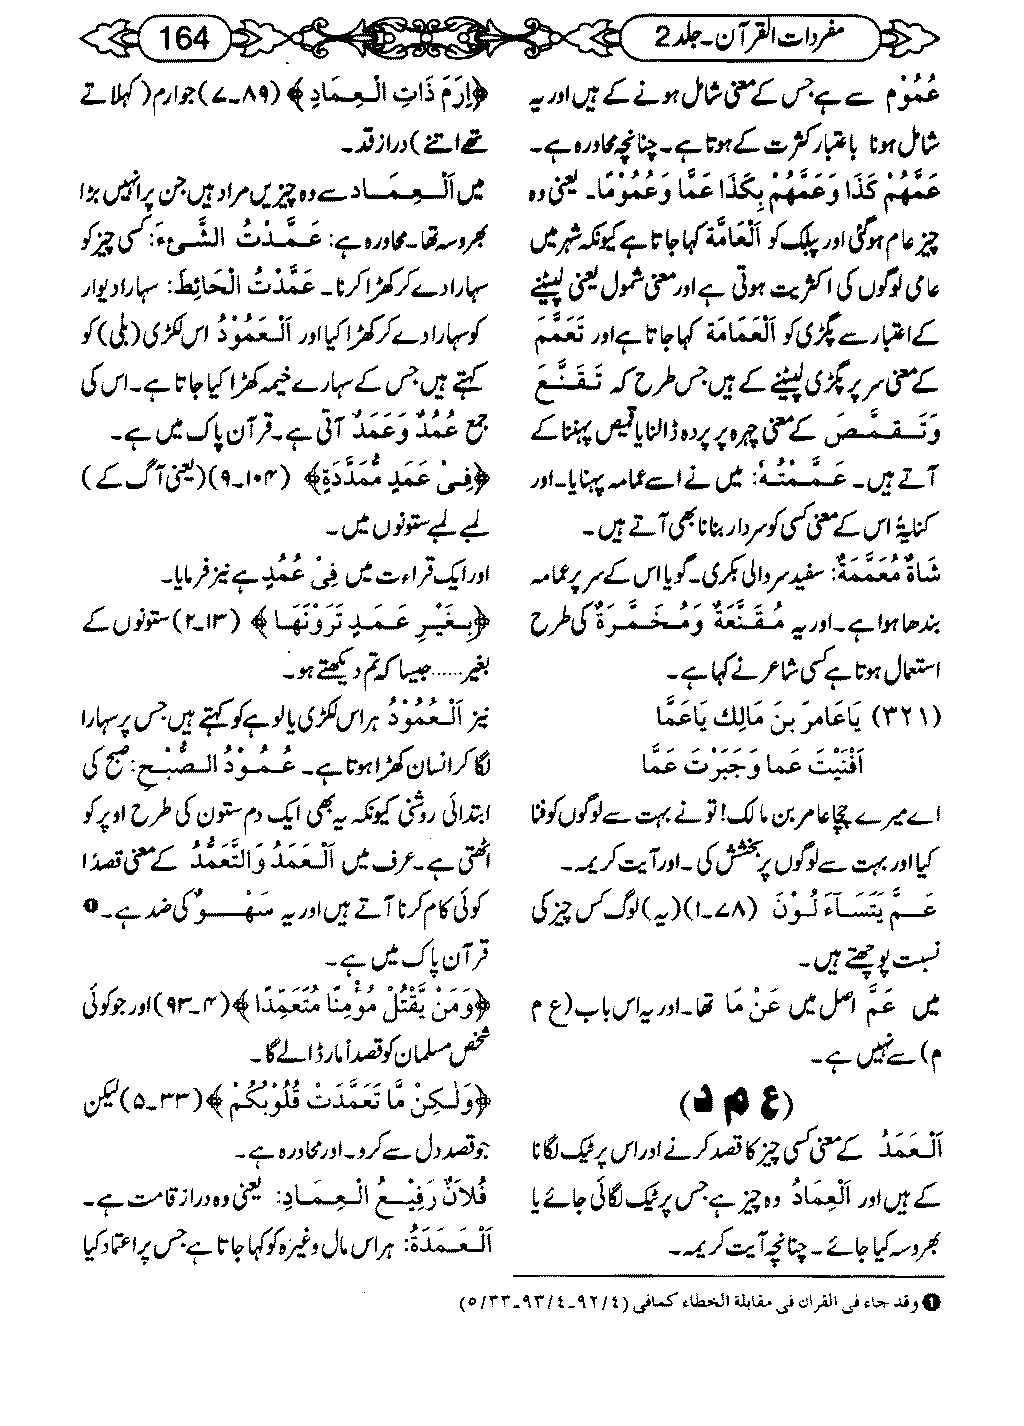 مفردات القرآن۔جلد 2
164
عُمُوْم سے ہے جس کے معنی شامل ہونے کے ہیں اور یہ
شامل ہونا باعتبار کثرت کے ہوتا ہے۔ چنانچہ محاورہ ہے۔
عَمَّهُمْ كَذَا وَعَمَّهُمْ بِكَذَا عَمًّا وَعُمُوْمًا۔ یعنی وہ
چیز عام ہوگئی اور پبلک کو اَلْعَامَّة کہا جاتا ہے کیونکہ شہر میں
عامی لوگوں کی اکثریت ہوتی ہے اور معنی شمول یعنی لپیٹنے
کے اعتبار سے پگڑی کو اَلْعَمَامَة کہا جاتا ہے اور تَعَمَّمَ
کے معنی سر پر پگڑی لپیٹنے کے ہیں جس طرح کہ تَقَنَّعَ
وَتَقَمَّصَ کے معنی چہرہ پر پردہ ڈالنا یا قمیص پہننا کے
آتے ہیں۔ عَمَّمْتُهٗ: میں نے اسے عمامہ پہنایا۔ اور
کنایۃً اس کے معنی کسی کو سردار بنانا بھی آتے ہیں۔
شَاةٌ مُعَمَّمَةٌ: سفید سر والی بکری۔ گویا اس کے سر پر عمامہ
بندھا ہوا ہے۔ اور یہ مُقَنَّعَةٌ وَمُخَمَّرَةٌ کی طرح
استعمال ہوتا ہے کسی شاعر نے کہا ہے۔
(۳۲۱) يَا عَامِرَ بنَ مَالِكِ يَاعَمَّا
اَفْنَيْتَ عَما وَجَبَرْتَ عَمًّا
اے میرے چچا عامر بن مالک! تو نے بہت سے لوگوں کو فنا
کیا اور بہت سے لوگوں پر بخشش کی۔ اور آیت کریمہ۔
عَمَّ يَتَسَآءَ لُوْنَ (۷۸۔۱) (یہ) لوگ کس چیز کی
نسبت پوچھتے ہیں۔
میں عَمَّ اصل میں عَنْ مَا تھا۔ اور یہ اس باب (ع م
م) سے نہیں ہے۔
(ع م د)
اَلْعَمَدُ کے معنی کسی چیز کا قصد کرنے اور اس پر ٹیک لگانا
کے ہیں اور اَلْعِمَادُ وہ چیز ہے جس پر ٹیک لگائی جائے یا
بھروسہ کیا جائے۔ چنانچہ آیت کریمہ۔
﴿اِرَمَ ذَاتِ الْعِمَادِ﴾ (۸۹۔۷) جو ارم (کہلاتے
تھے اتنے) دراز قد۔
میں اَلْعِمَاد سے وہ چیزیں مراد ہیں جن پر انہیں بڑا
بھروسہ تھا۔ محاورہ ہے: عَمَّدْتُ الشَّیْءَ: کسی چیز کو
سہارا دے کر کھڑا کرنا۔ عَمَّدْتُ الْحَائِطَ: سہارا دیوار
کو سہارا دے کر کھڑا کیا اور اَلْعَمُوْدُ اس لکڑی (بلی) کو
کہتے ہیں جس کے سہارے خیمہ کھڑا کیا جاتا ہے۔ اس کی
جمع عُمُدٌ وَعَمَدٌ آتی ہے۔ قرآن پاک میں ہے۔
﴿فِیْ عَمَدٍ مُّمَدَّدَةٍ﴾ (۱۰۴۔۹) (یعنی آگ کے)
لمبے لمبے ستونوں میں۔
اور ایک قراءت میں فِیْ عُمُدٍ ہے نیز فرمایا۔
﴿بِغَيْرِ عَمَدٍ تَرَوْنَهَا﴾ (۱۳۔۲) ستونوں کے
بغیر...... جیسا کہ تم دیکھتے ہو۔
نیز اَلْعُمُوْدُ ہر اس لکڑی یا لوہے کو کہتے ہیں جس پر سہارا
لگا کر انسان کھڑا ہوتا ہے۔ عُمُوْدُ الصُّبْحِ: صبح کی
ابتدائی روشنی کیونکہ یہ بھی ایک دم ستون کی طرح اوپر کو
اٹھتی ہے۔ عرف میں اَلْعَمَدُ وَالتَّعَمُّدُ کے معنی قصدًا
کوئی کام کرنا آتے ہیں اور یہ سَهْوٌ کی ضد ہے۔❶
قرآن پاک میں ہے۔
﴿وَمَنْ يَّقْتُلْ مُؤْمِنًا مُتَعَمِّدًا﴾ (۴۔۹۳) اور جو کوئی
شخص مسلمان کو قصداً مار ڈالے گا۔
﴿وَلٰكِنْ مَّا تَعَمَّدَتْ قُلُوْبُكُمْ﴾ (۳۳۔۵) لیکن
جو قصد دل سے کرو۔ اور محاورہ ہے۔
فُلَانٌ رَفِيْعُ الْعِمَادِ: یعنی وہ دراز قامت ہے۔
اَلْعَمَدَةُ: ہر اس مال وغیرہ کو کہا جاتا ہے جس پر اعتماد کیا
❶ وقد جاء فی القران فی مقابلة الخطاء کمافی (٤/۹۲۔٤/۹۳۔۵/۳۳)